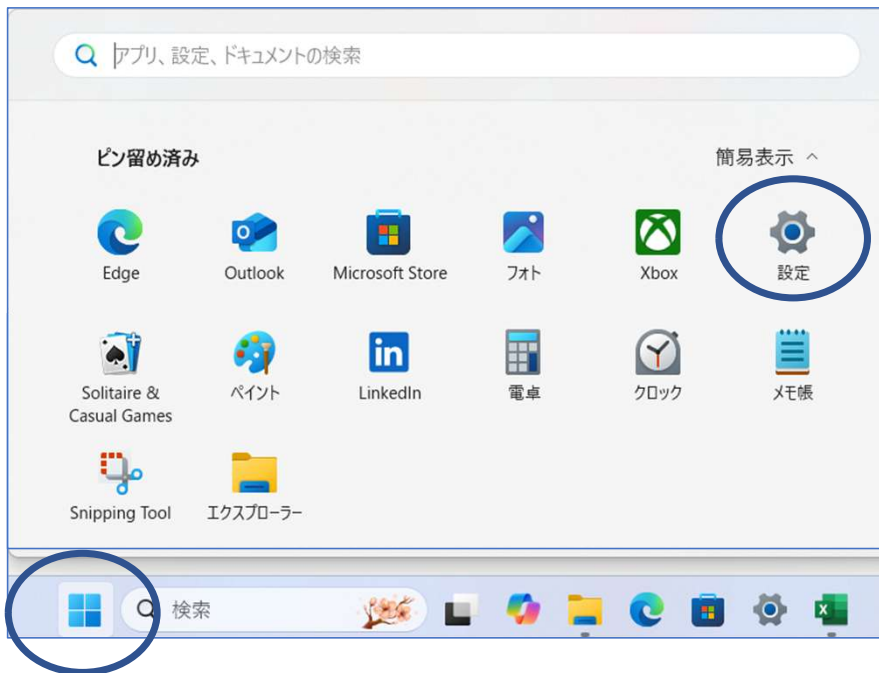 アプリ、設定、ドキュメントの検索
ピン留め済み
簡易表示
Edge
Outlook
Microsoft Store
フォト
Xbox
設定
Solitaire &
Casual Games
ペイント
LinkedIn
電卓
クロック
メモ帳
Snipping Tool
エクスプローラー
検索